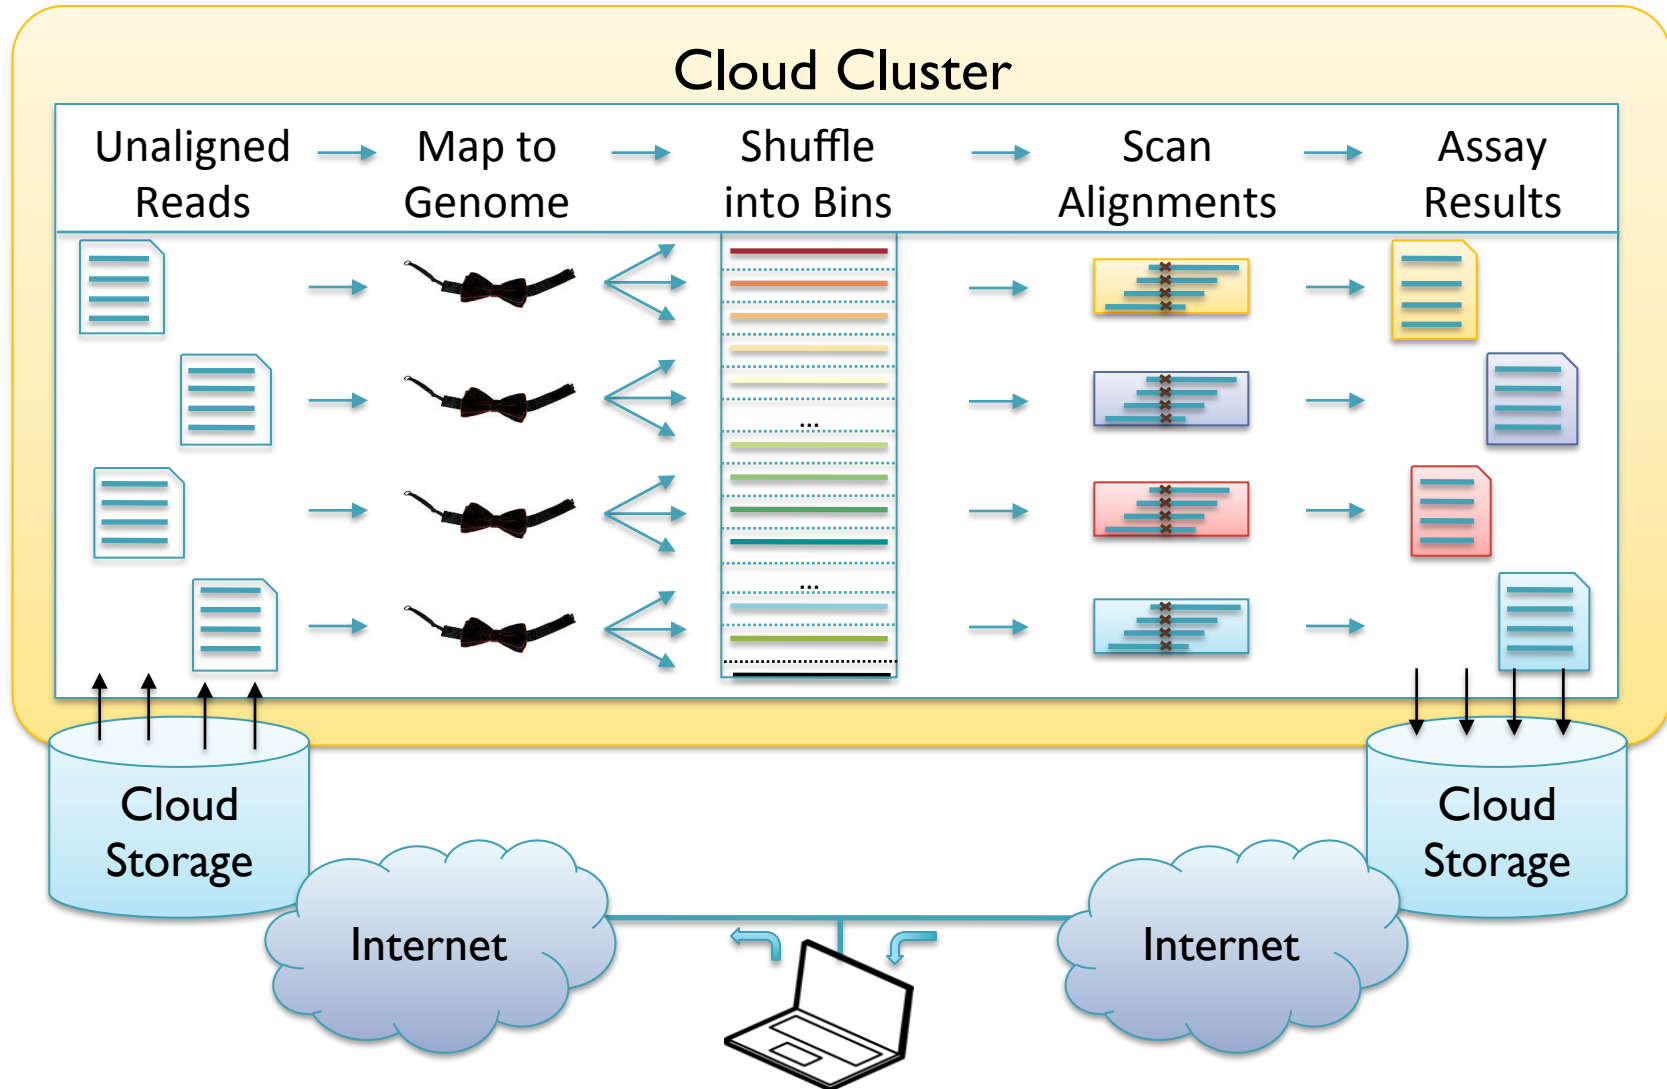 Cloud Cluster
Unaligned
Reads
Map to
Genome
Shuffle
into Bins
Scan
Alignments
Assay
Results
...
...
Cloud
Storage
Cloud
Storage
Internet
Internet